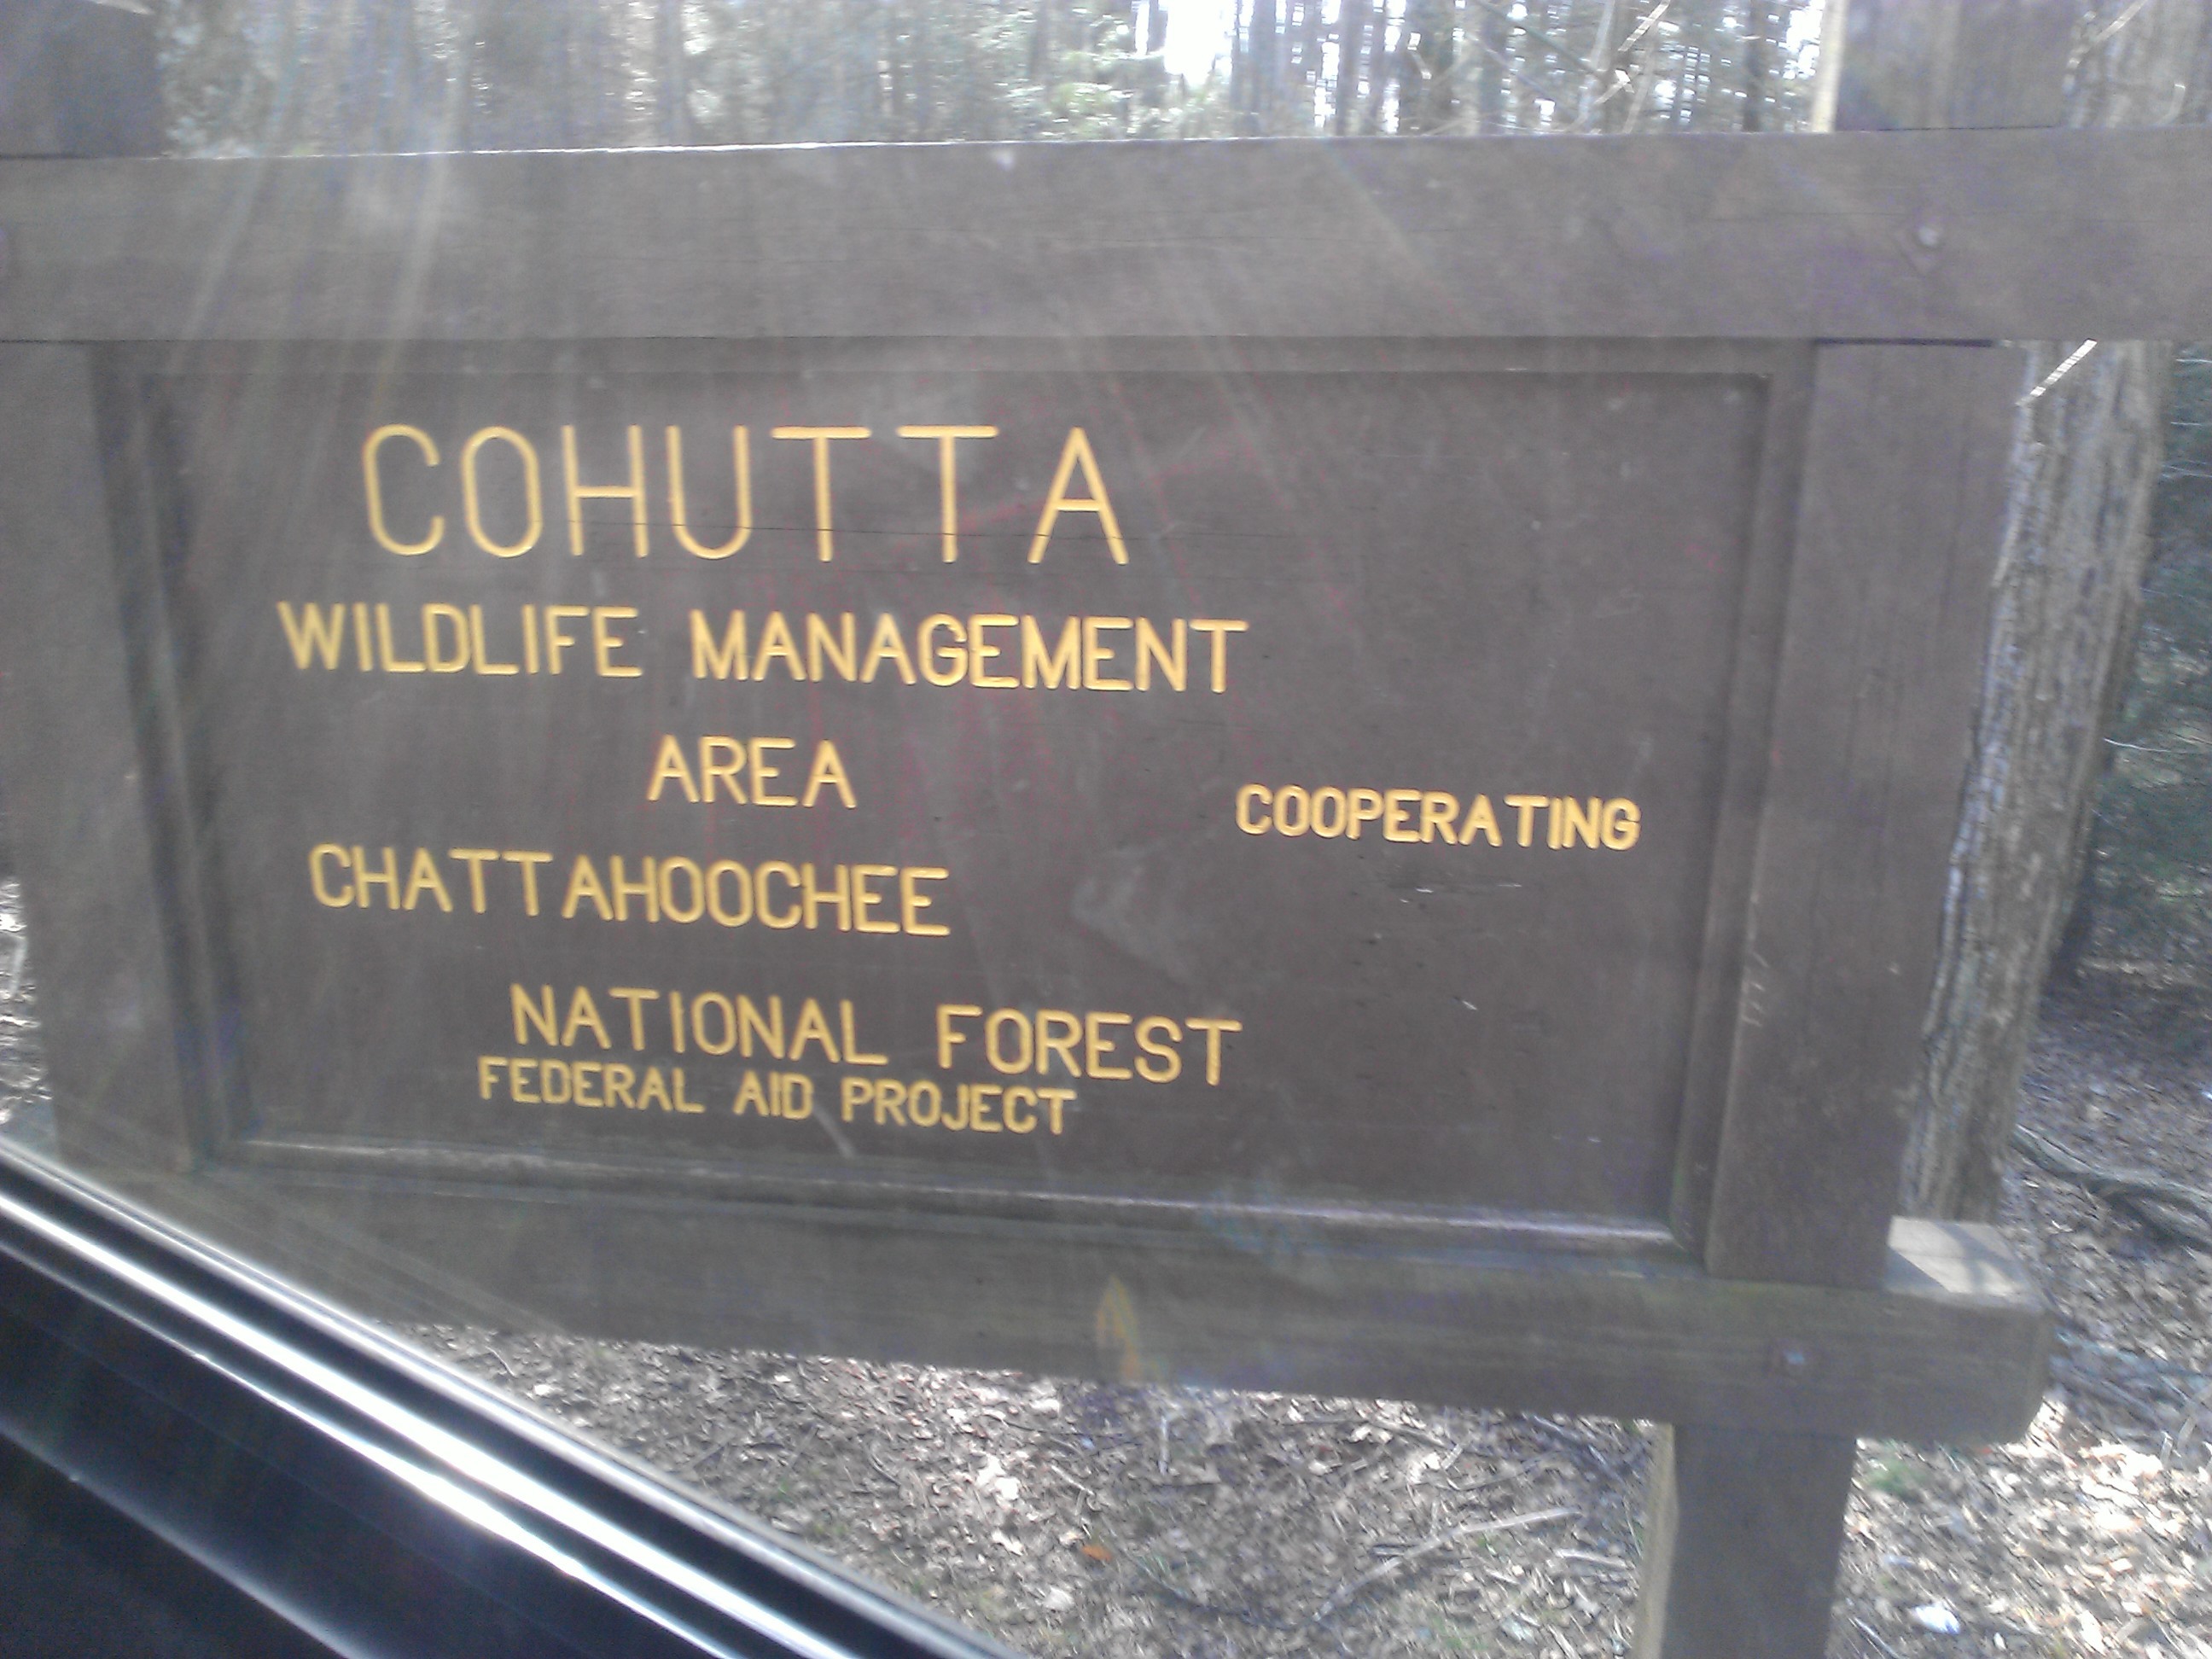 COHUTTA
WILDLIFE MANAGEMENT
AREA
COOPERATING
CHATTAHOOCHEE
NATIONAL FOREST
FEDERAL AID PROJECT